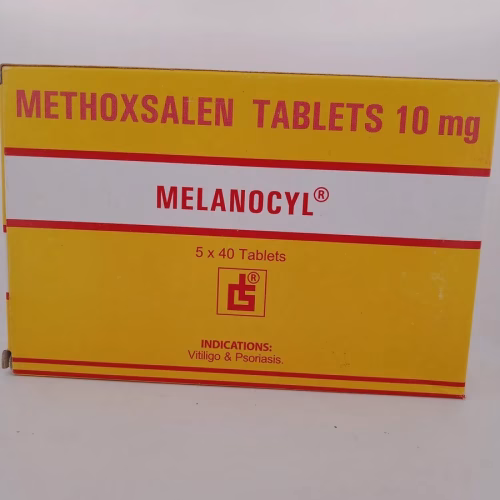 METHOXSALEN TABLETS 10 mg
MELANOCYL®
5 x 40 Tablets
®
INDICATIONS:
Vitiligo & Psoriasis.